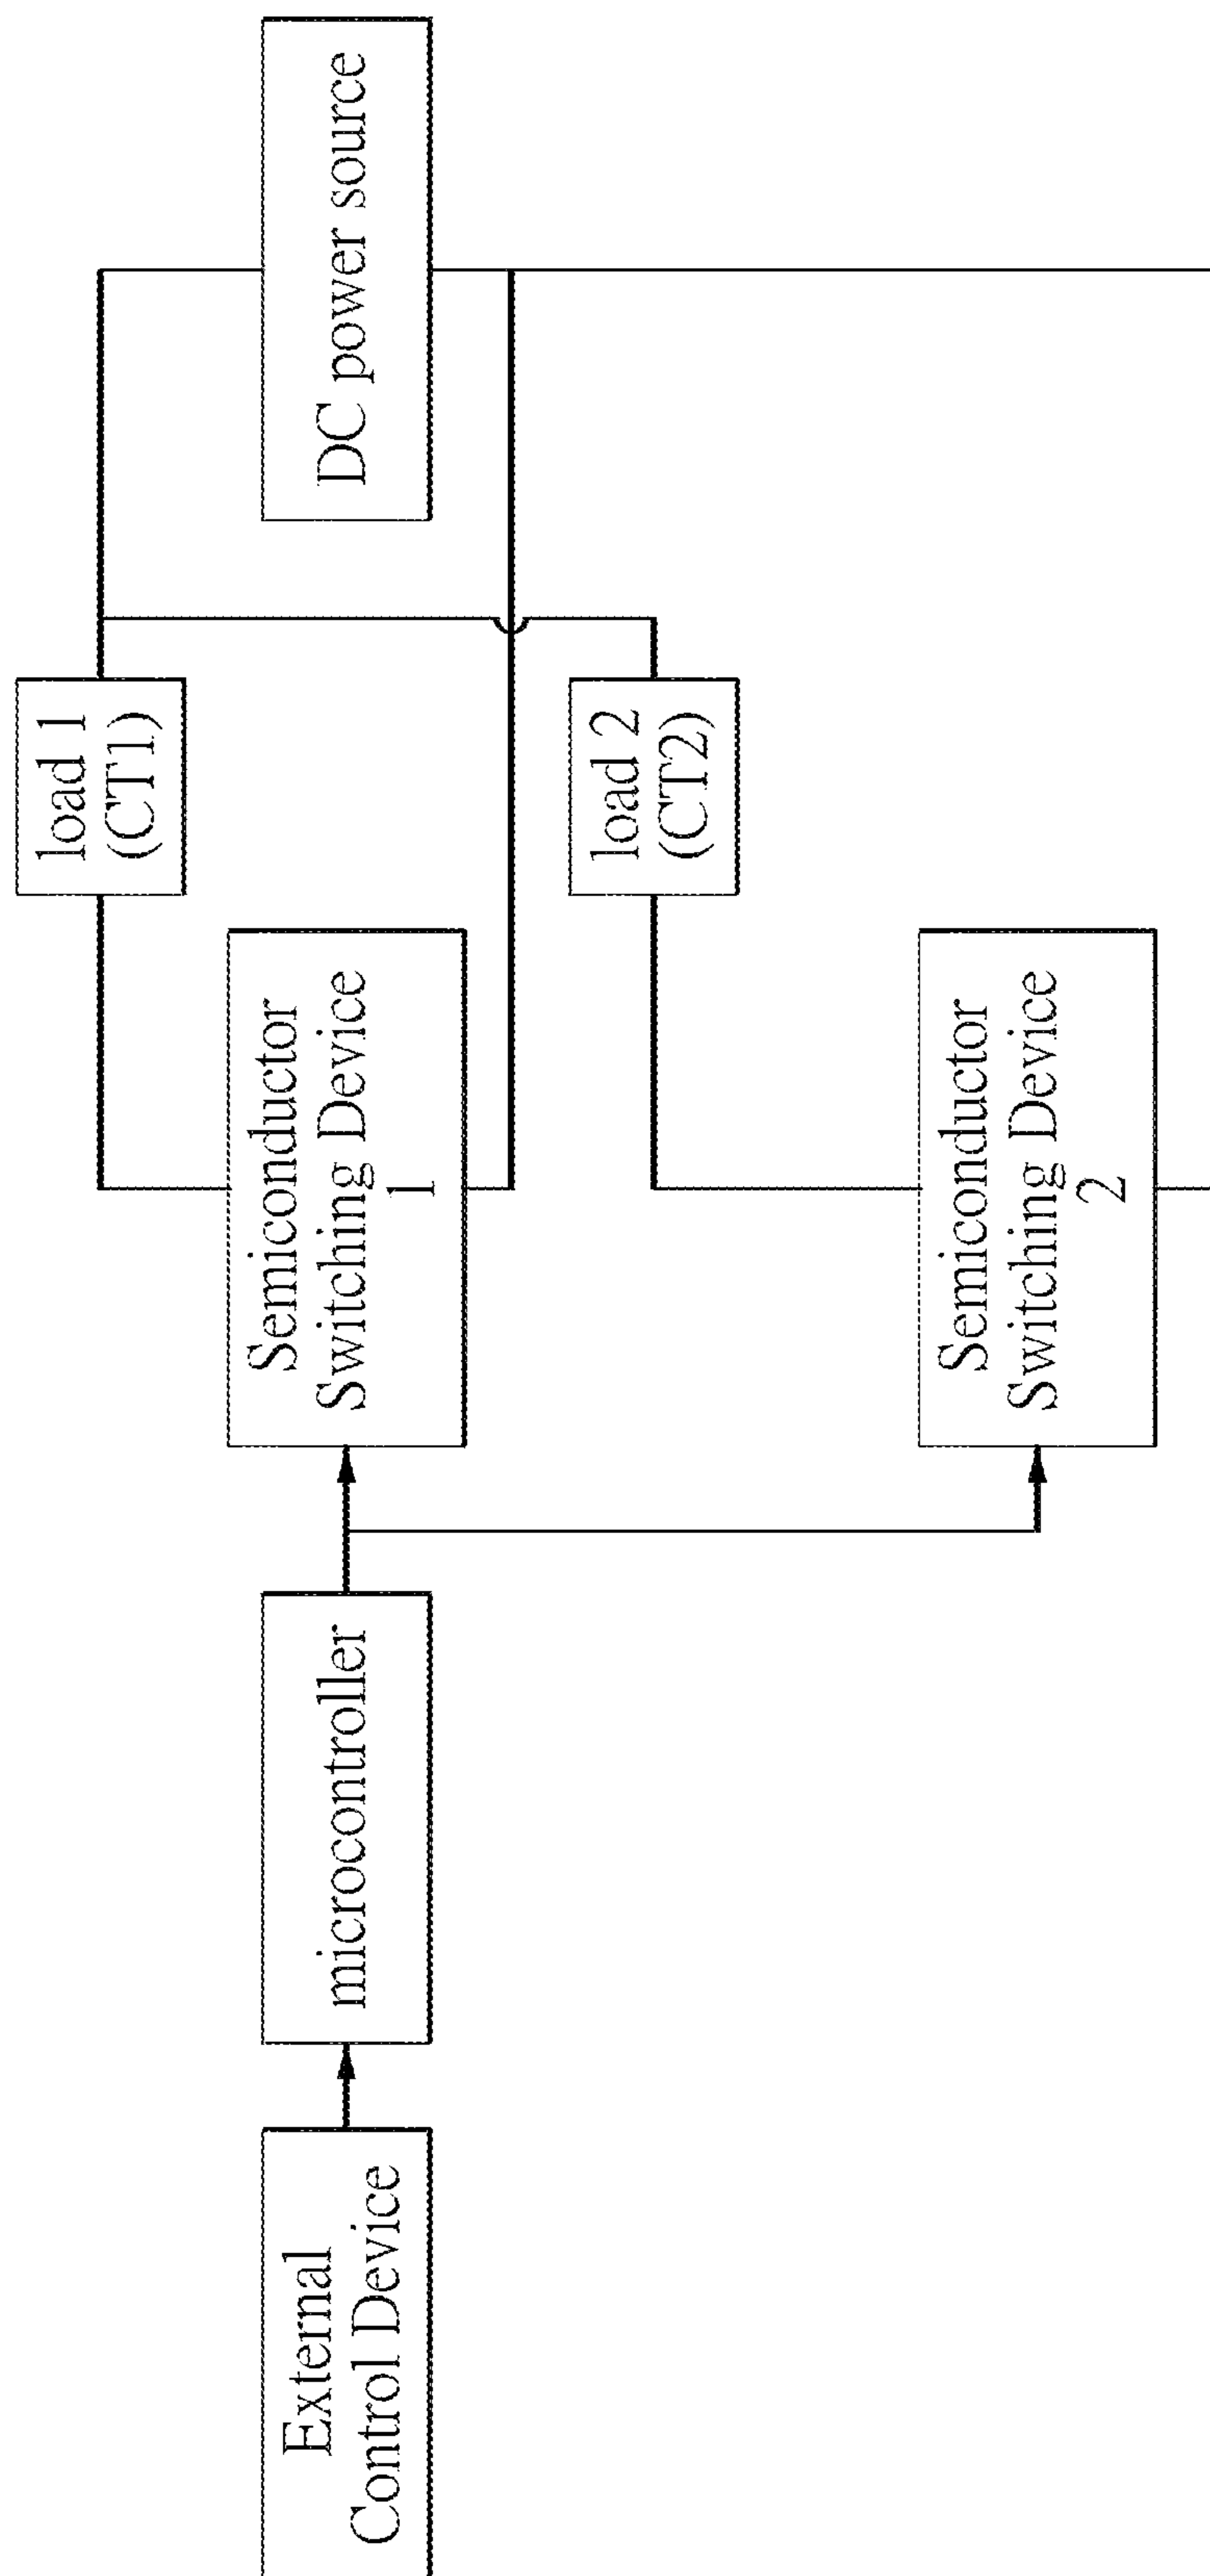 External
Control Device
microcontroller
Semiconductor
Switching Device
1
load 1
(CT1)
DC power source
load 2
(CT2)
Semiconductor
Switching Device
2